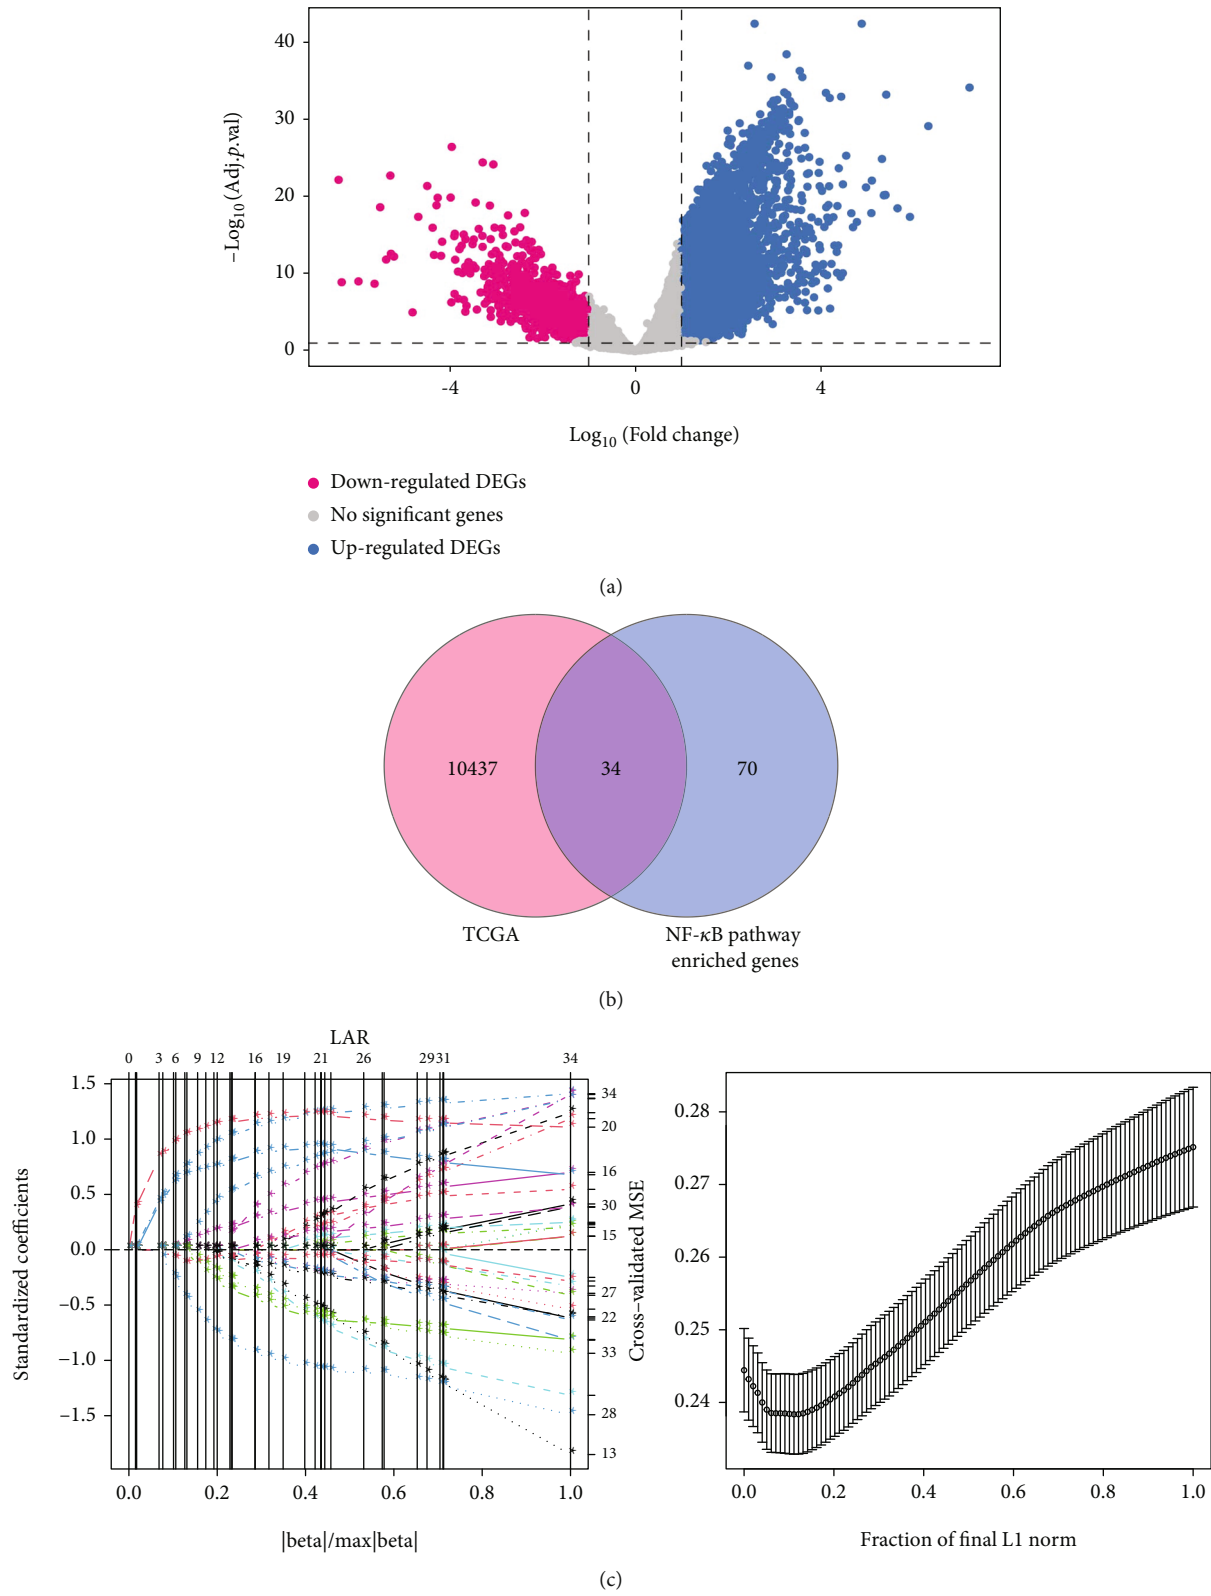 40
30
20
10
0
−Log10 (Adj.p.val)
-4 0 4
Log10 (Fold change)
Down-regulated DEGs
No significant genes
Up-regulated DEGs
(a)
10437 34 70
TCGA
NF-κB pathway
enriched genes
(b)
LAR
0 3 6 9 12 16 19 21 26 29 31 34
1.5
1.0
0.5
0.0
−0.5
−1.0
−1.5
Standardized coefficients
34
20
16
30
15
27
22
33
28
13
0.0 0.2 0.4 0.6 0.8 1.0
|beta|/max|beta|
Cross−validated MSE
0.28
0.27
0.26
0.25
0.24
0.0 0.2 0.4 0.6 0.8 1.0
Fraction of final L1 norm
(c)